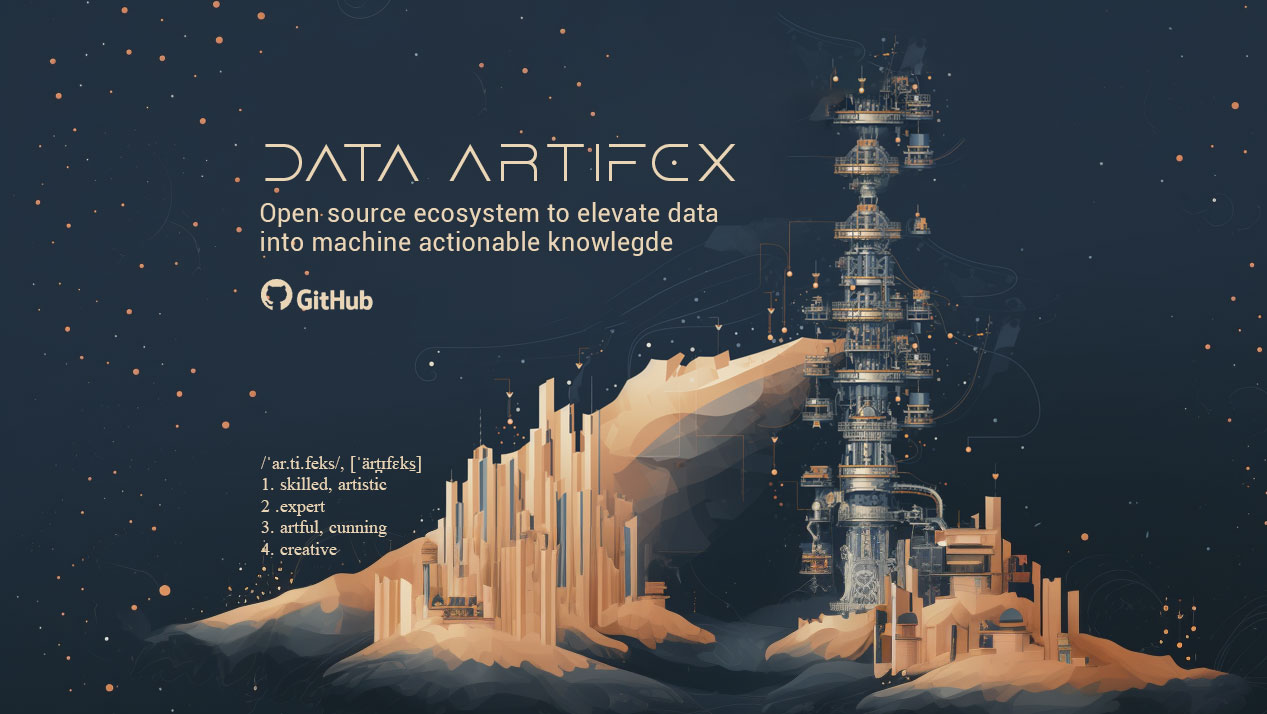 DATA ARTIFEX
Open source ecosystem to elevate data
into machine actionable knowlegde
GitHub
/ˈar.ti.feks/, [ˈärt̪ɪfɛks̠]
1. skilled, artistic
2 .expert
3. artful, cunning
4. creative